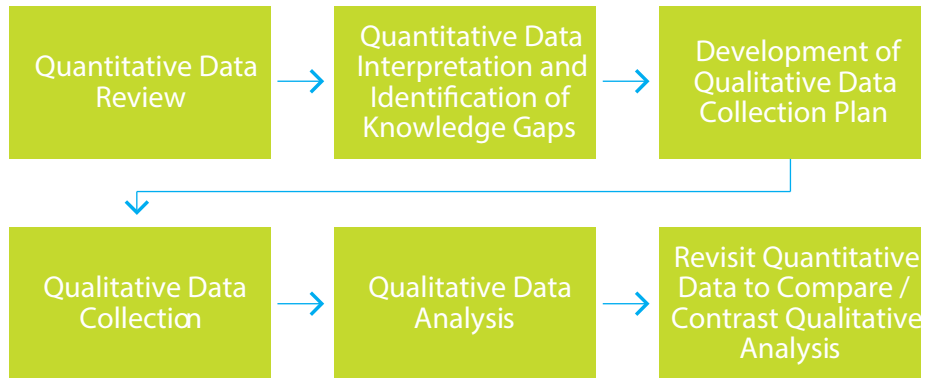 Quantitative Data
Review
Quantitative Data
Interpretation and
Identification of
Knowledge Gaps
Development of
Qualitative Data
Collection Plan
Qualitative Data
Collection
Qualitative Data
Analysis
Revisit Quantitative
Data to Compare /
Contrast Qualitative
Analysis